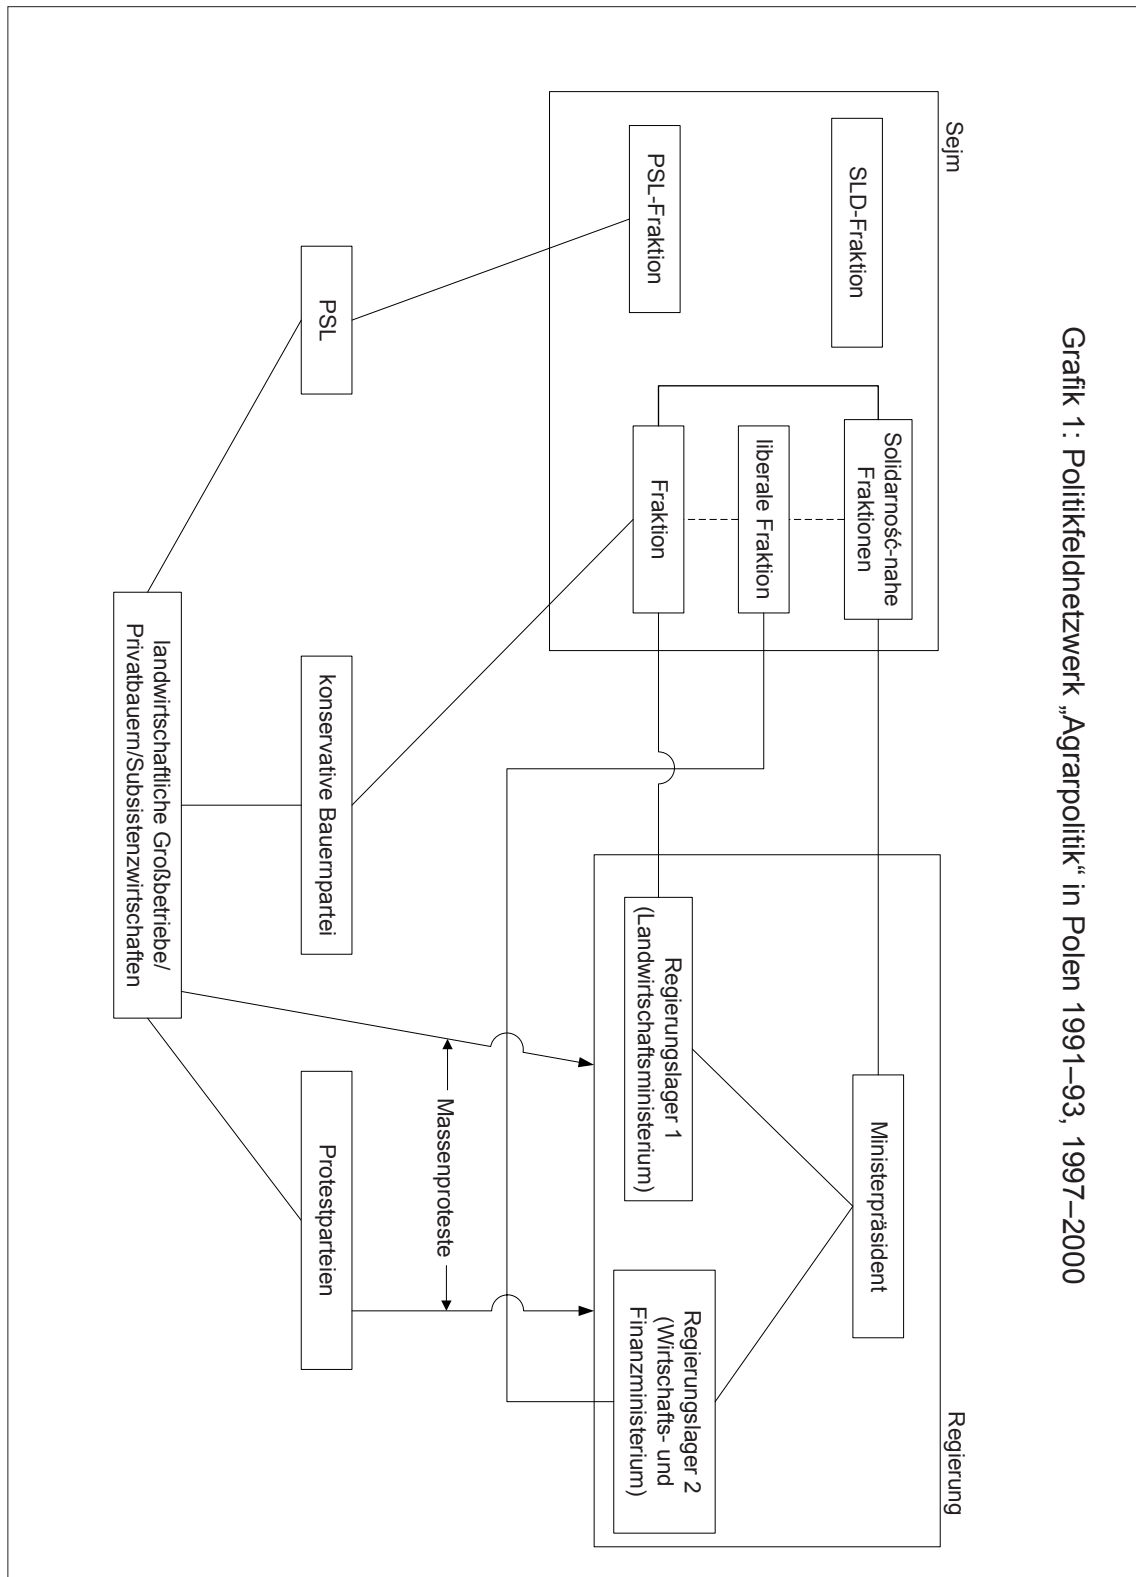 Grafik 1: Politikfeldnetzwerk „Agrarpolitik“ in Polen 1991–93, 1997–2000
Sejm
Regierung
SLD-Fraktion
Solidarność-nahe
Fraktionen
Ministerpräsident
liberale Fraktion
PSL-Fraktion
Fraktion
Regierungslager 1
(Landwirtschaftsministerium)
Regierungslager 2
(Wirtschafts- und
Finanzministerium)
Massenproteste
PSL
konservative Bauernpartei
Protestparteien
landwirtschaftliche Großbetriebe/
Privatbauern/Subsistenzwirtschaften